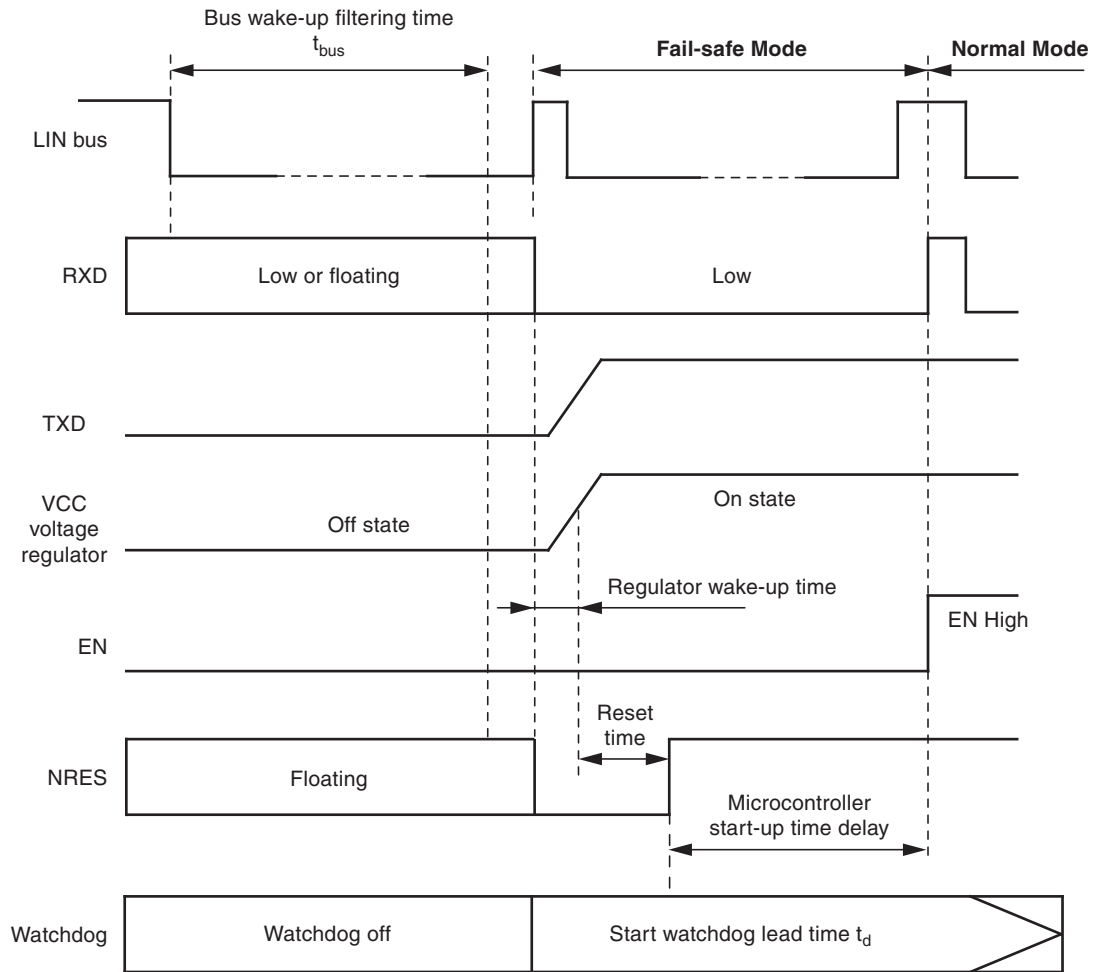 Bus wake-up filtering time
tbus
Fail-safe Mode
Normal Mode
LIN bus
RXD
Low or floating
Low
TXD
VCC
voltage
regulator
Off state
On state
Regulator wake-up time
EN
EN High
Reset
time
NRES
Floating
Microcontroller
start-up time delay
Watchdog
Watchdog off
Start watchdog lead time td